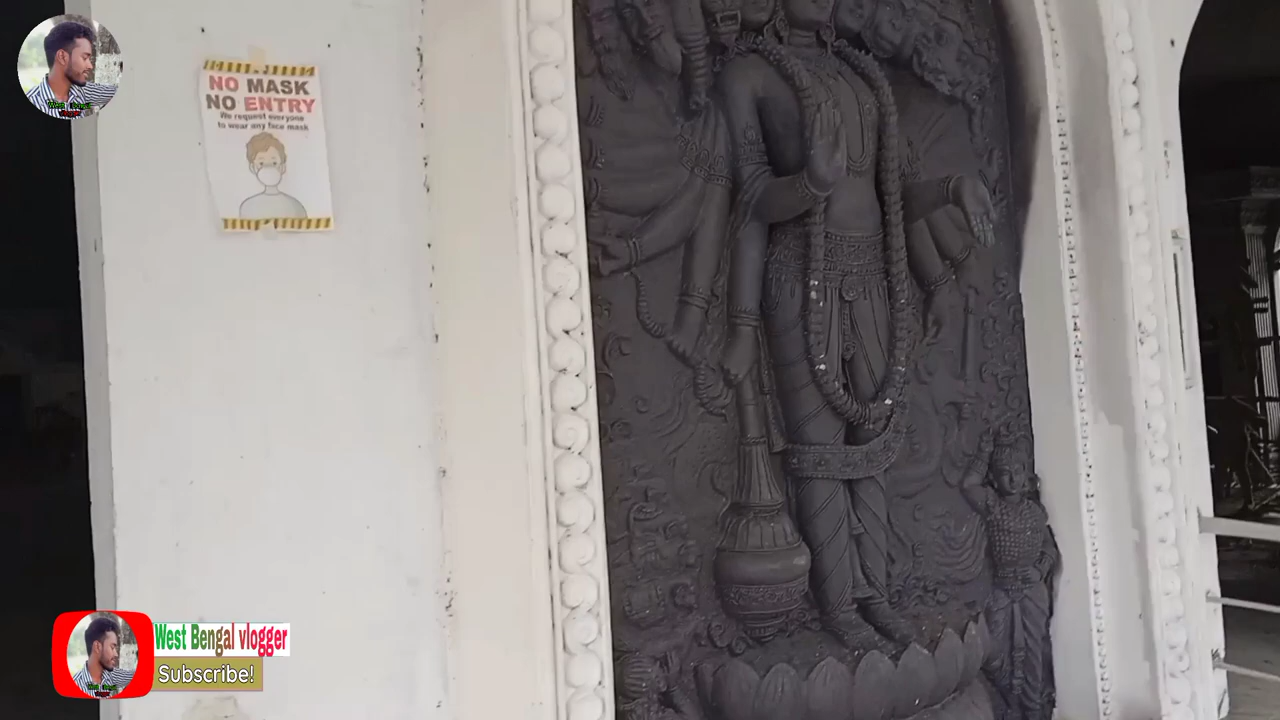 NO MASK
NO ENTRY
We request everyone
to wear any face mask
West Bengal vlogger
Subscribe!